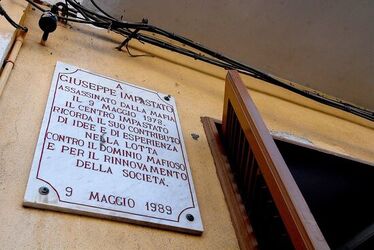 A
GIUSEPPE IMPASTATO
ASSASSINATO DALLA MAFIA
IL 9 MAGGIO 1978.
IL CENTRO IMPASTATO
RICORDA IL SUO CONTRIBUTO
DI IDEE E DI ESPERIENZA
NELLA LOTTA
CONTRO IL DOMINIO MAFIOSO
E PER IL RINNOVAMENTO
DELLA SOCIETÀ.
9 MAGGIO 1989